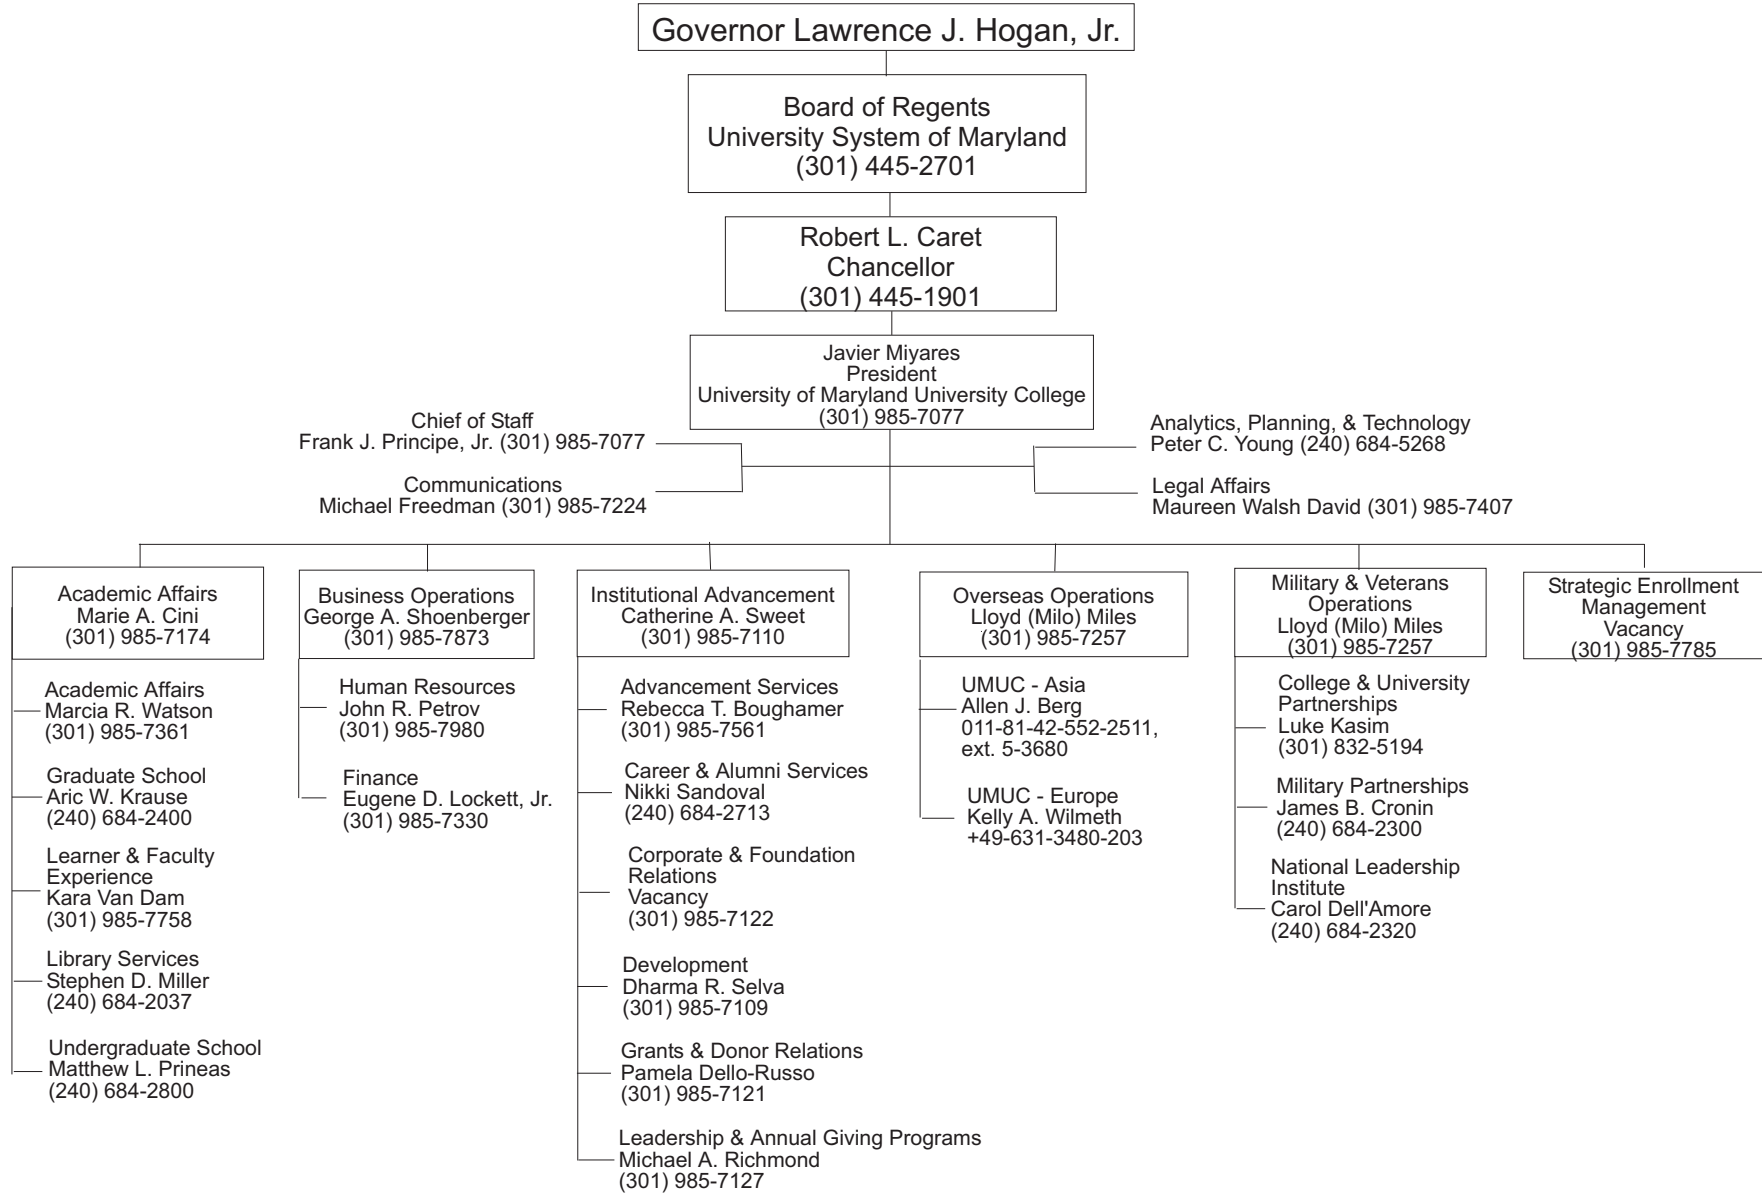 Governor Lawrence J. Hogan, Jr.
Board of Regents
University System of Maryland
(301) 445-2701
Robert L. Caret
Chancellor
(301) 445-1901
Javier Miyares
President
University of Maryland University College
(301) 985-7077
Chief of Staff
Frank J. Principe, Jr. (301) 985-7077
Communications
Michael Freedman (301) 985-7224
Analytics, Planning, & Technology
Peter C. Young (240) 684-5268
Legal Affairs
Maureen Walsh David (301) 985-7407
Academic Affairs
Marie A. Cini
(301) 985-7174
Academic Affairs
Marcia R. Watson
(301) 985-7361
Graduate School
Aric W. Krause
(240) 684-2400
Learner & Faculty
Experience
Kara Van Dam
(301) 985-7758
Library Services
Stephen D. Miller
(240) 684-2037
Undergraduate School
Matthew L. Prineas
(240) 684-2800
Business Operations
George A. Shoenberger
(301) 985-7873
Human Resources
John R. Petrov
(301) 985-7980
Finance
Eugene D. Lockett, Jr.
(301) 985-7330
Institutional Advancement
Catherine A. Sweet
(301) 985-7110
Advancement Services
Rebecca T. Boughamer
(301) 985-7561
Career & Alumni Services
Nikki Sandoval
(240) 684-2713
Corporate & Foundation
Relations
Vacancy
(301) 985-7122
Development
Dharma R. Selva
(301) 985-7109
Grants & Donor Relations
Pamela Dello-Russo
(301) 985-7121
Leadership & Annual Giving Programs
Michael A. Richmond
(301) 985-7127
Overseas Operations
Lloyd (Milo) Miles
(301) 985-7257
UMUC - Asia
Allen J. Berg
011-81-42-552-2511,
ext. 5-3680
UMUC - Europe
Kelly A. Wilmeth
+49-631-3480-203
Military & Veterans
Operations
Lloyd (Milo) Miles
(301) 985-7257
College & University
Partnerships
Luke Kasim
(301) 832-5194
Military Partnerships
James B. Cronin
(240) 684-2300
National Leadership
Institute
Carol Dell'Amore
(240) 684-2320
Strategic Enrollment
Management
Vacancy
(301) 985-7785